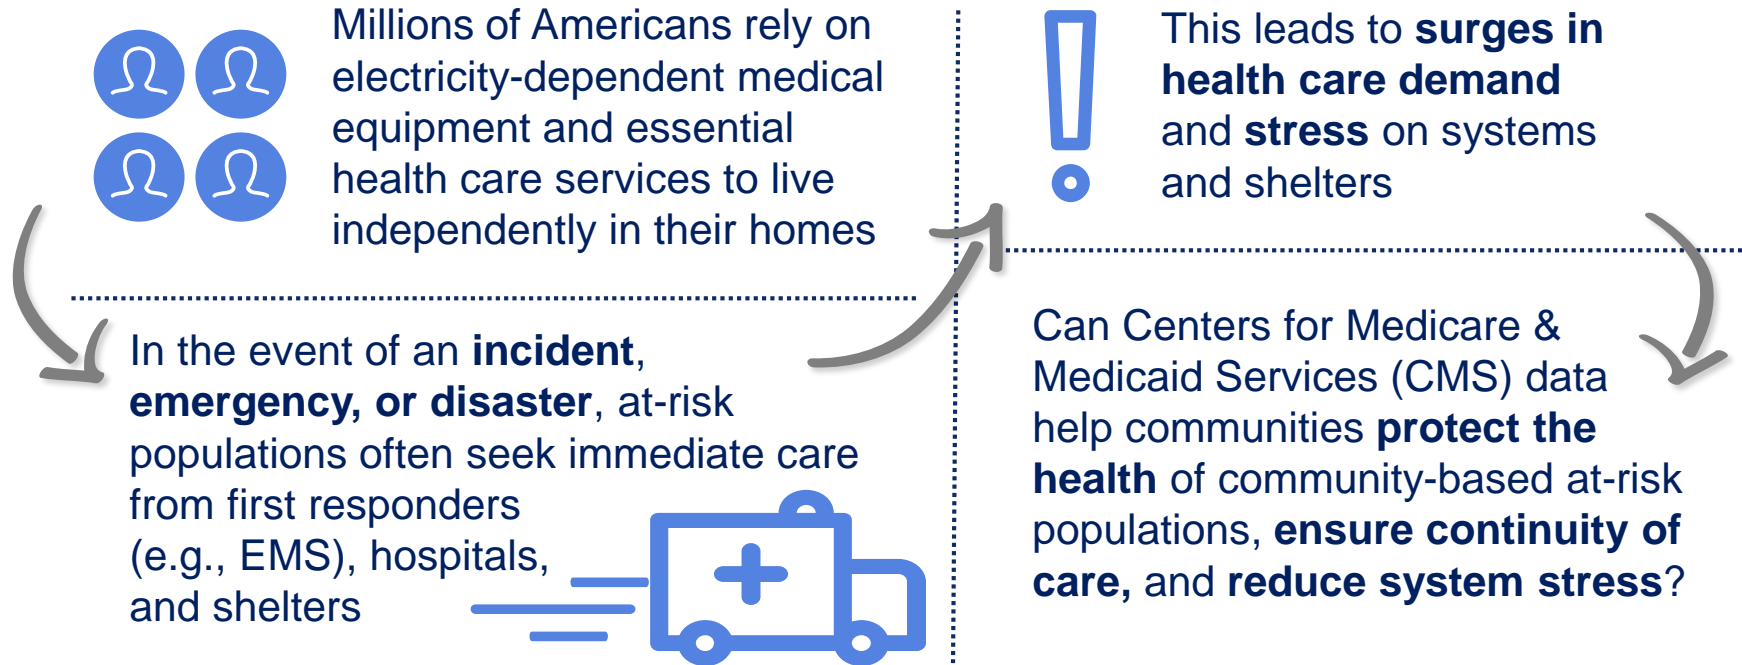 Millions of Americans rely on
electricity-dependent medical
equipment and essential
health care services to live
independently in their homes
In the event of an incident,
emergency, or disaster, at-risk
populations often seek immediate care
from first responders
(e.g., EMS), hospitals,
and shelters
This leads to surges in
health care demand
and stress on systems
and shelters
Can Centers for Medicare &
Medicaid Services (CMS) data
help communities protect the
health of community-based at-risk
populations, ensure continuity of
care, and reduce system stress?